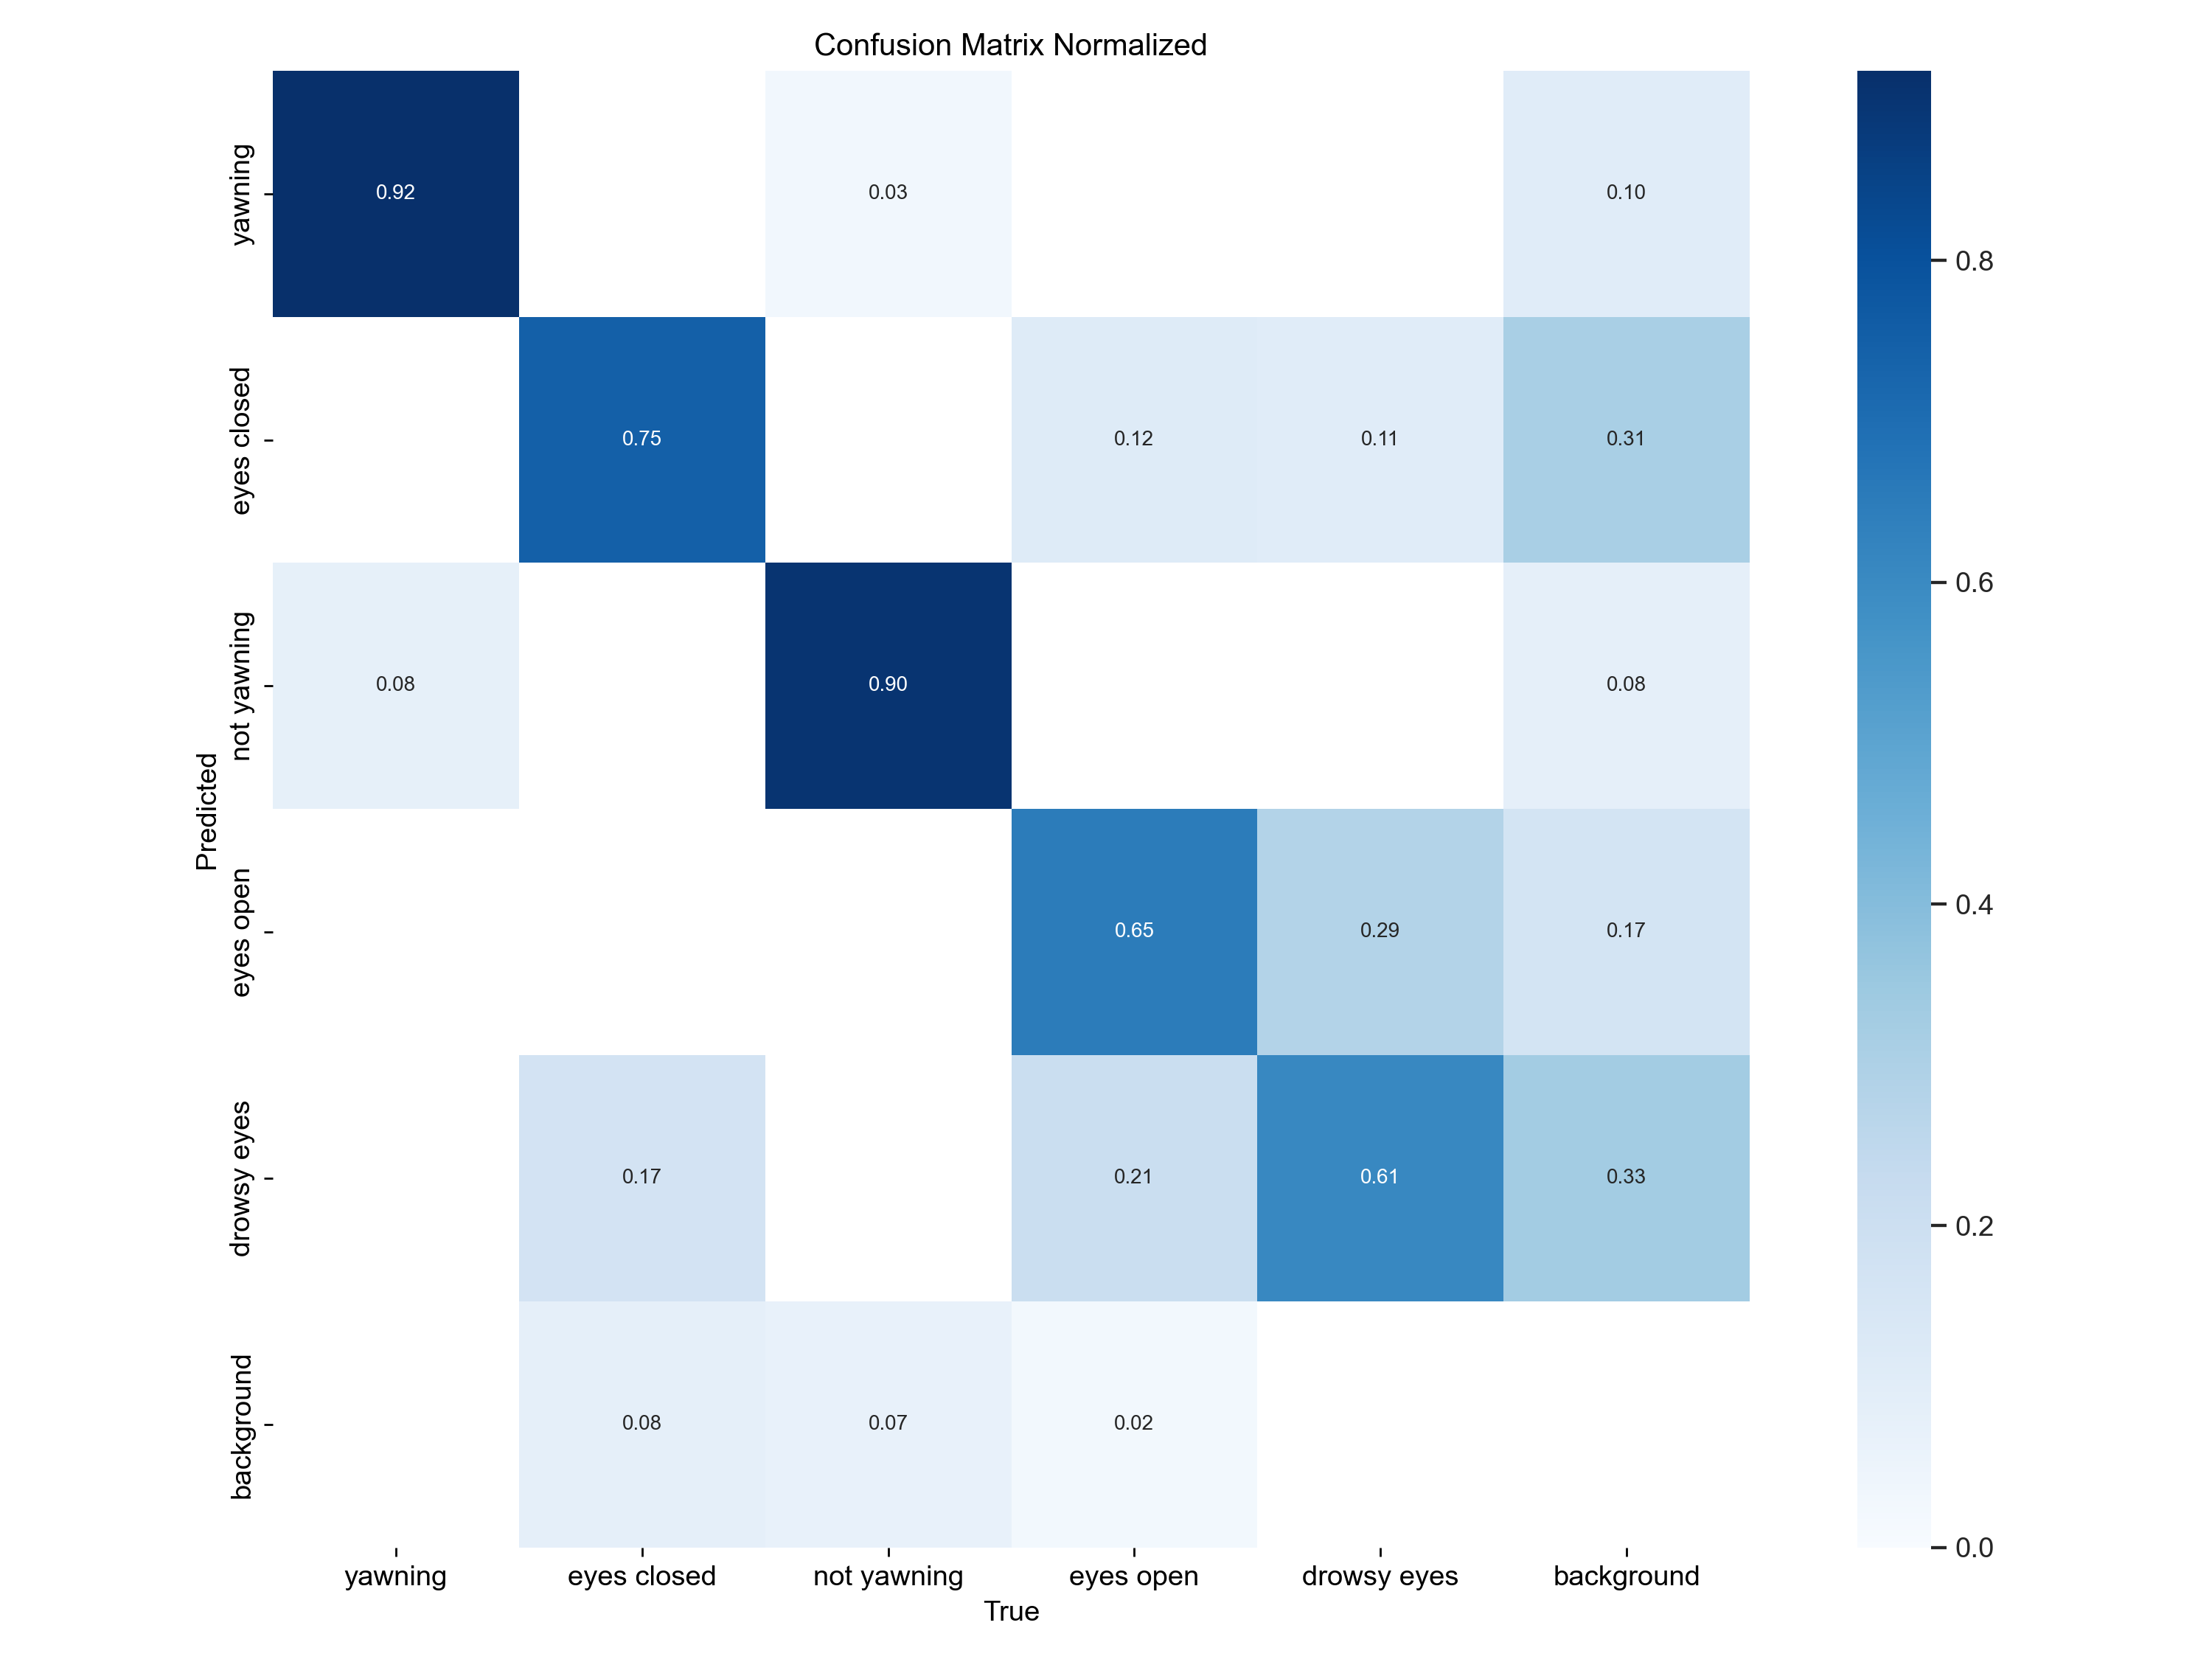 Confusion Matrix Normalized
yawning
0.92
0.03
0.10
0.8
eyes closed
0.75
0.12
0.11
0.31
0.6
not yawning
0.08
0.90
0.08
Predicted
eyes open
0.65
0.29
0.17
0.4
drowsy eyes
0.17
0.21
0.61
0.33
0.2
background
0.08
0.07
0.02
0.0
yawning
eyes closed
not yawning
eyes open
drowsy eyes
background
True